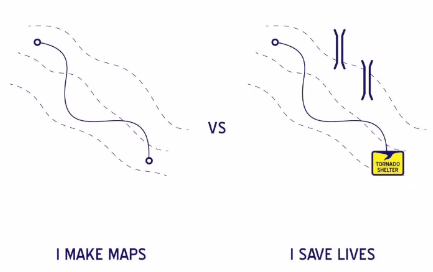 VS
TORNADO
SHELTER
I MAKE MAPS
I SAVE LIVES